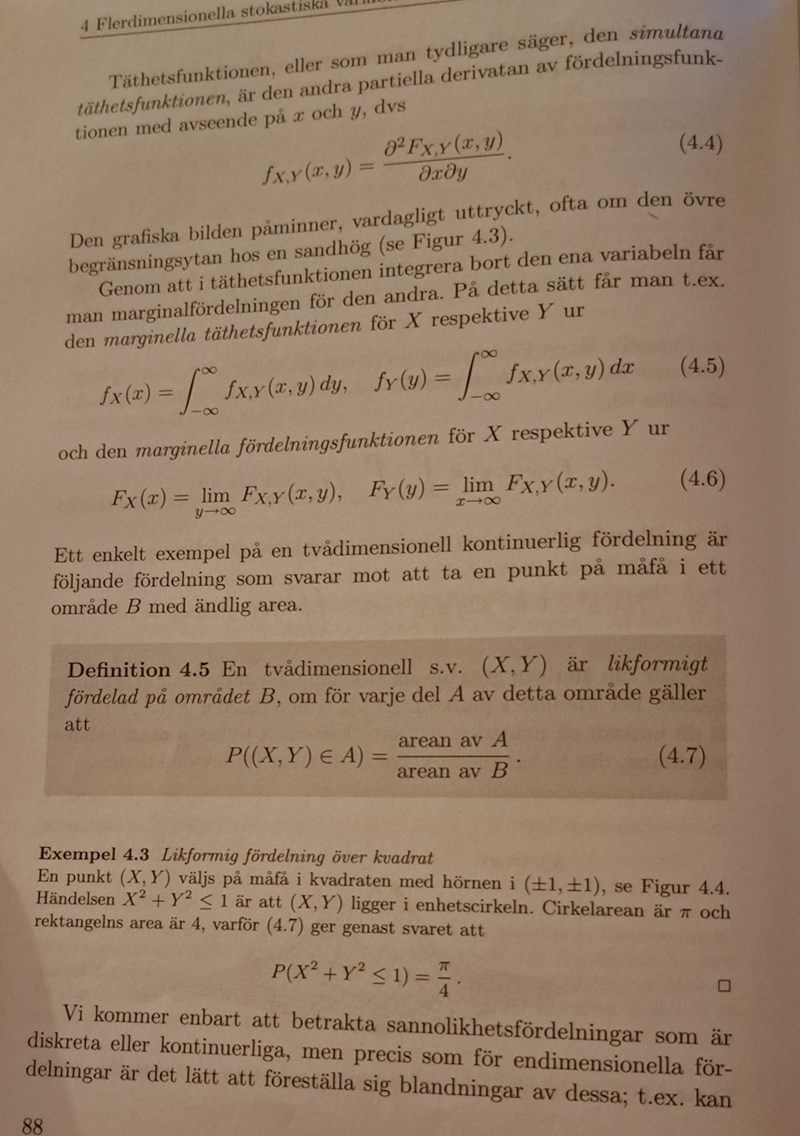 4 Flerdimensionella stokastiska
Täthetsfunktionen, eller som man tydligare säger, den simultana
täthetsfunktionen, är den andra partiella derivatan av fördelningsfunk-
tionen med avseende på x och y, dvs
f_{X,Y}(x, y) = ∂²F_{X,Y}(x, y) / ∂x∂y . (4.4)
Den grafiska bilden påminner, vardagligt uttryckt, ofta om den övre
begränsningsytan hos en sandhög (se Figur 4.3).
Genom att i täthetsfunktionen integrera bort den ena variabeln får
man marginalfördelningen för den andra. På detta sätt får man t.ex.
den marginella täthetsfunktionen för X respektive Y ur
f_X(x) = ∫_{-∞}^{∞} f_{X,Y}(x, y) dy, f_Y(y) = ∫_{-∞}^{∞} f_{X,Y}(x, y) dx (4.5)
och den marginella fördelningsfunktionen för X respektive Y ur
F_X(x) = lim_{y→∞} F_{X,Y}(x, y), F_Y(y) = lim_{x→∞} F_{X,Y}(x, y). (4.6)
Ett enkelt exempel på en tvådimensionell kontinuerlig fördelning är
följande fördelning som svarar mot att ta en punkt på måfå i ett
område B med ändlig area.
Definition 4.5 En tvådimensionell s.v. (X, Y) är likformigt
fördelad på området B, om för varje del A av detta område gäller
att
P((X, Y) ∈ A) = arean av A / arean av B . (4.7)
Exempel 4.3 Likformig fördelning över kvadrat
En punkt (X, Y) väljs på måfå i kvadraten med hörnen i (±1, ±1), se Figur 4.4.
Händelsen X² + Y² ≤ 1 är att (X, Y) ligger i enhetscirkeln. Cirkelarean är π och
rektangelns area är 4, varför (4.7) ger genast svaret att
P(X² + Y² ≤ 1) = π/4 . □
Vi kommer enbart att betrakta sannolikhetsfördelningar som är
diskreta eller kontinuerliga, men precis som för endimensionella för-
delningar är det lätt att föreställa sig blandningar av dessa; t.ex. kan
88